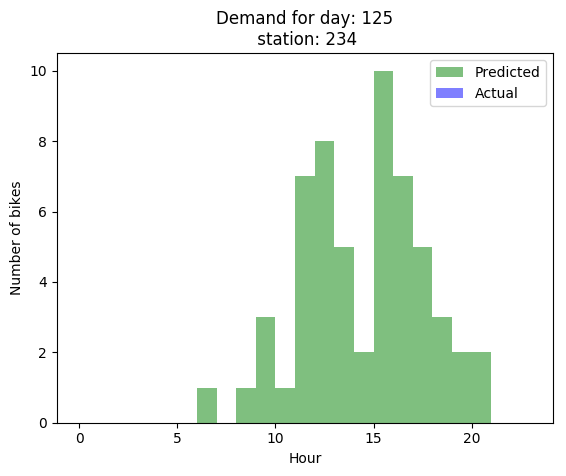 Demand for day: 125
station: 234
Predicted
Actual
Number of bikes
10
8
6
4
2
0
0 5 10 15 20
Hour